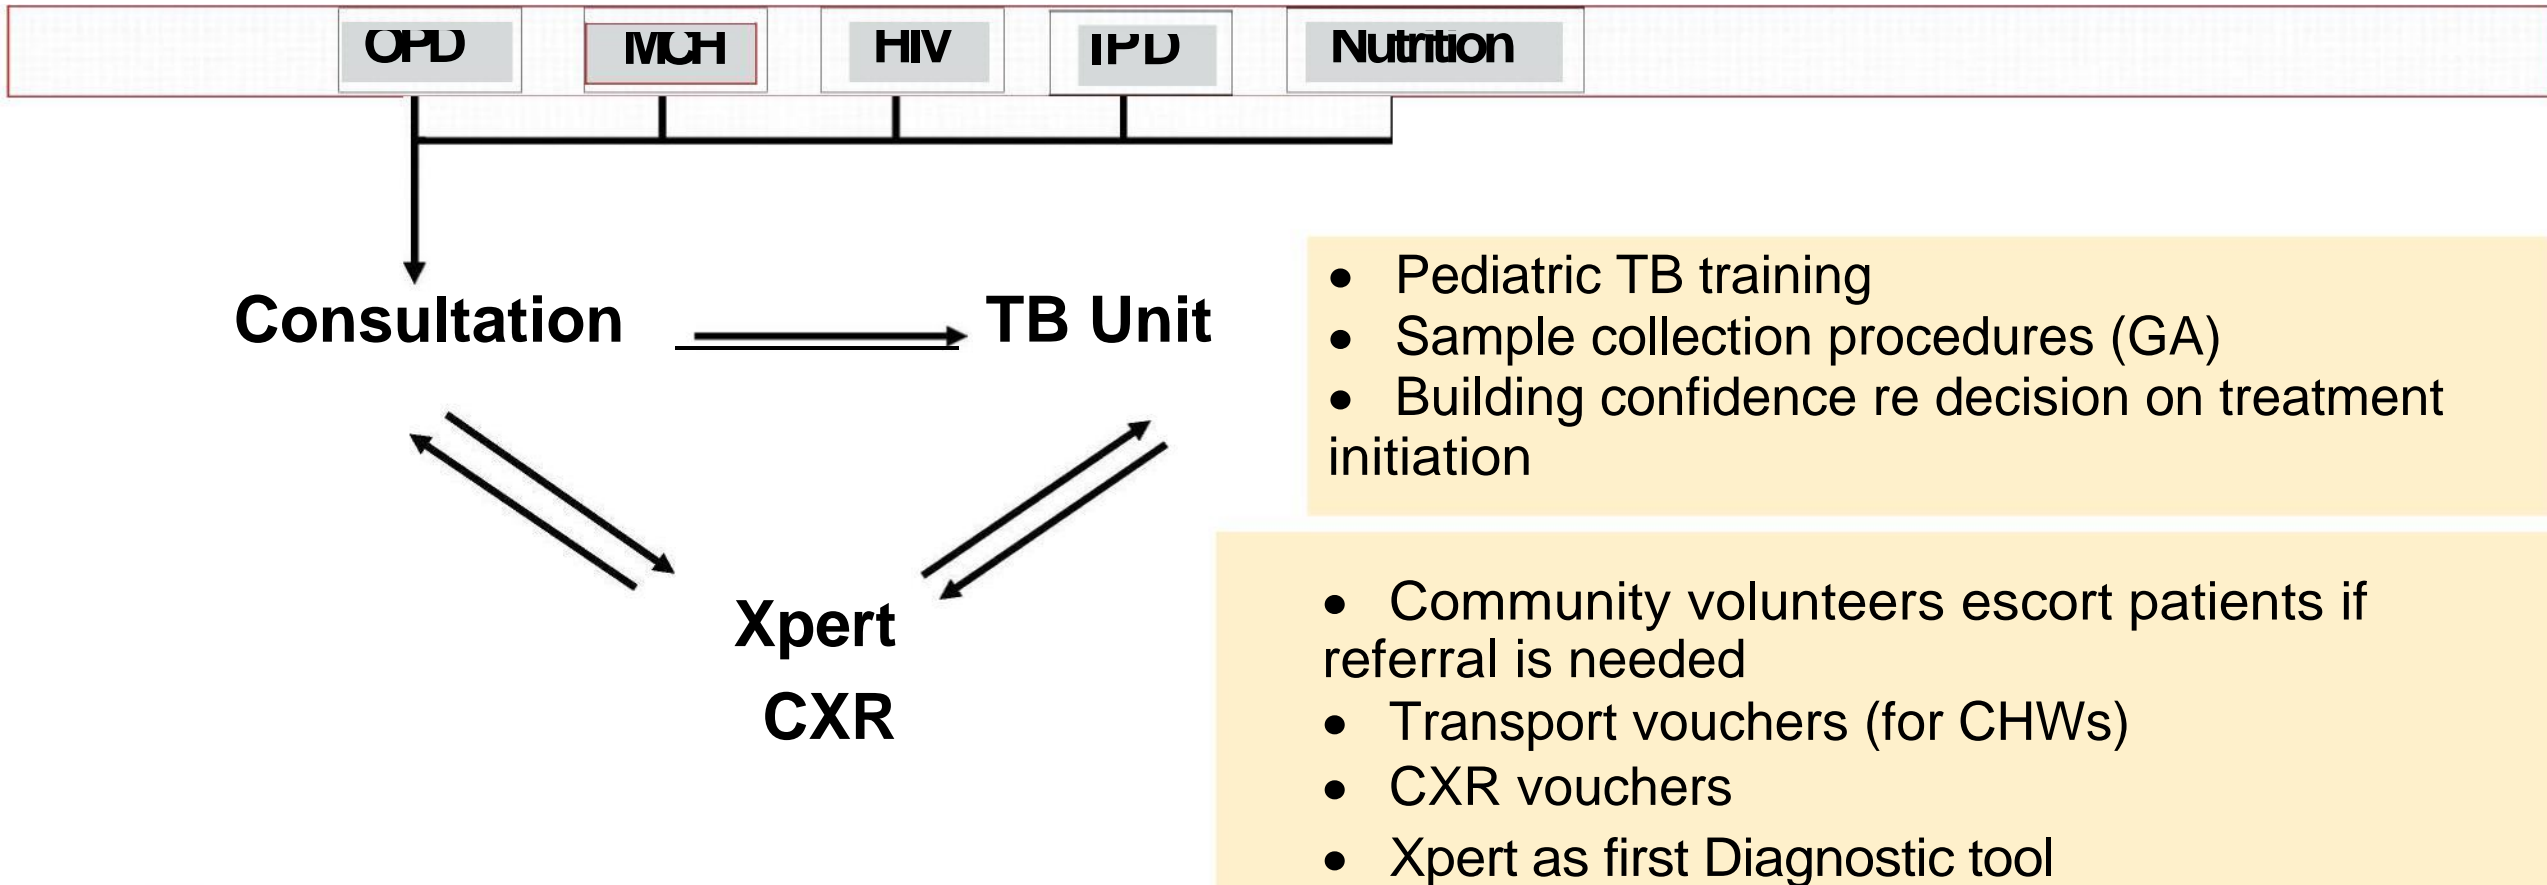 OPD MCH HIV IPD Nutrition
Consultation TB Unit
• Pediatric TB training
• Sample collection procedures (GA)
• Building confidence re decision on treatment
initiation
Xpert
CXR
• Community volunteers escort patients if
referral is needed
• Transport vouchers (for CHWs)
• CXR vouchers
• Xpert as first Diagnostic tool